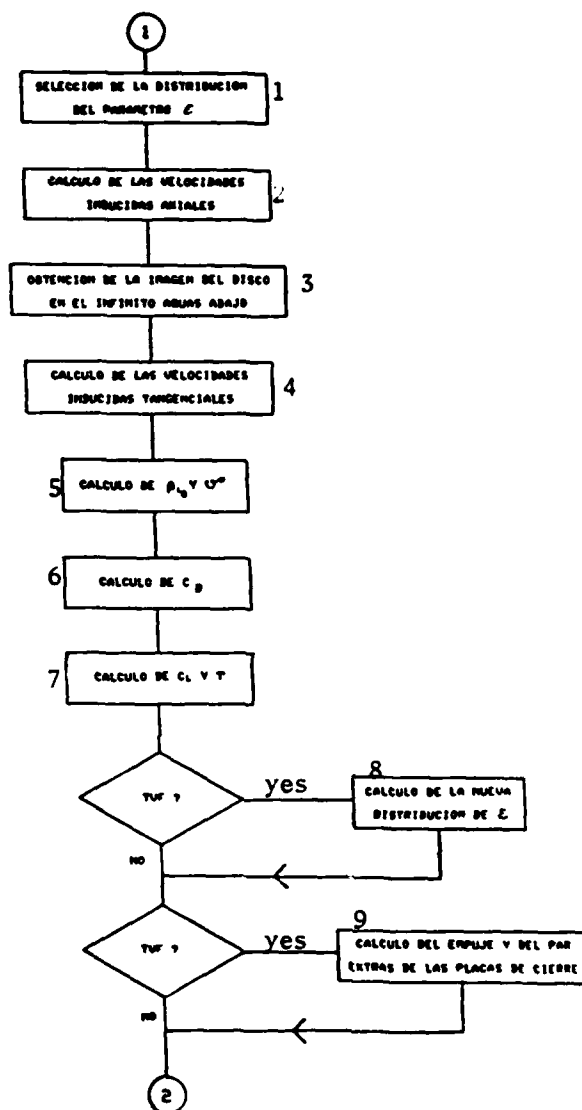 1
SELECCION DE LA DISTRIBUCION
DEL PARAMETRO ε
1
CALCULO DE LAS VELOCIDADES
INDUCIDAS AXIALES
2
OBTENCION DE LA IMAGEN DEL DISCO
EN EL INFINITO AGUAS ABAJO
3
CALCULO DE LAS VELOCIDADES
INDUCIDAS TANGENCIALES
4
5
CALCULO DE Y
6
CALCULO DE C D
7
CALCULO DE CL Y T
TVF ?
yes
NO
8
CALCULO DE LA NUEVA
DISTRIBUCION DE ε
TVF ?
yes
NO
9
CALCULO DEL EMPUJE Y DEL PAR
EXTRAS DE LAS PLACAS DE CIERRE
2